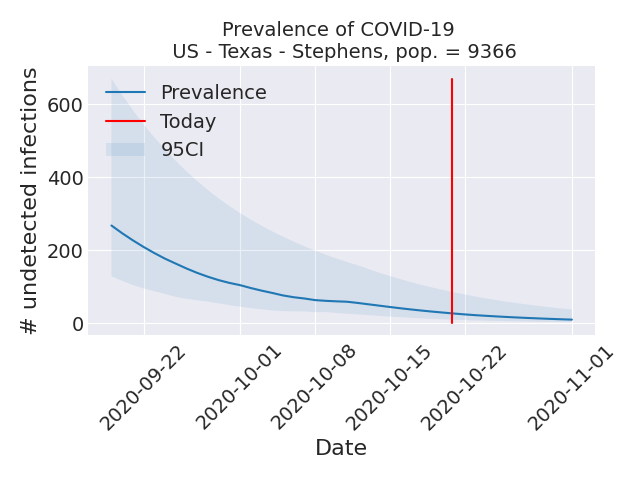 Prevalence of COVID-19
US - Texas - Stephens, pop. = 9366
Prevalence
Today
95CI
# undetected infections
600
400
200
0
2020-09-22
2020-10-01
2020-10-08
2020-10-15
2020-10-22
2020-11-01
Date